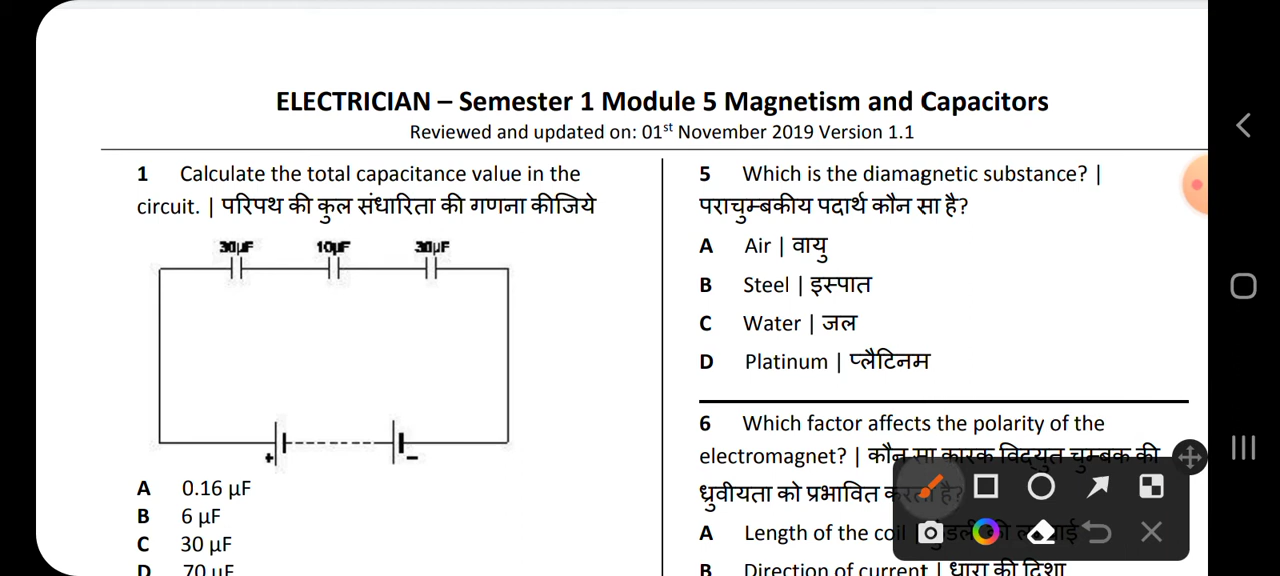 ELECTRICIAN – Semester 1 Module 5 Magnetism and Capacitors
Reviewed and updated on: 01st November 2019 Version 1.1
1 Calculate the total capacitance value in the
circuit. | परिपथ की कुल संधारिता की गणना कीजिये
30µF 10µF 30µF
+ –
A 0.16 µF
B 6 µF
C 30 µF
D 70 µF
5 Which is the diamagnetic substance? |
पराचुम्बकीय पदार्थ कौन सा है?
A Air | वायु
B Steel | इस्पात
C Water | जल
D Platinum | प्लैटिनम
6 Which factor affects the polarity of the
electromagnet? | कौन सा कारक विद्युत चुम्बक की
ध्रुवीयता को प्रभावित करता है?
A Length of the coil |
B Direction of current | धारा की दिशा